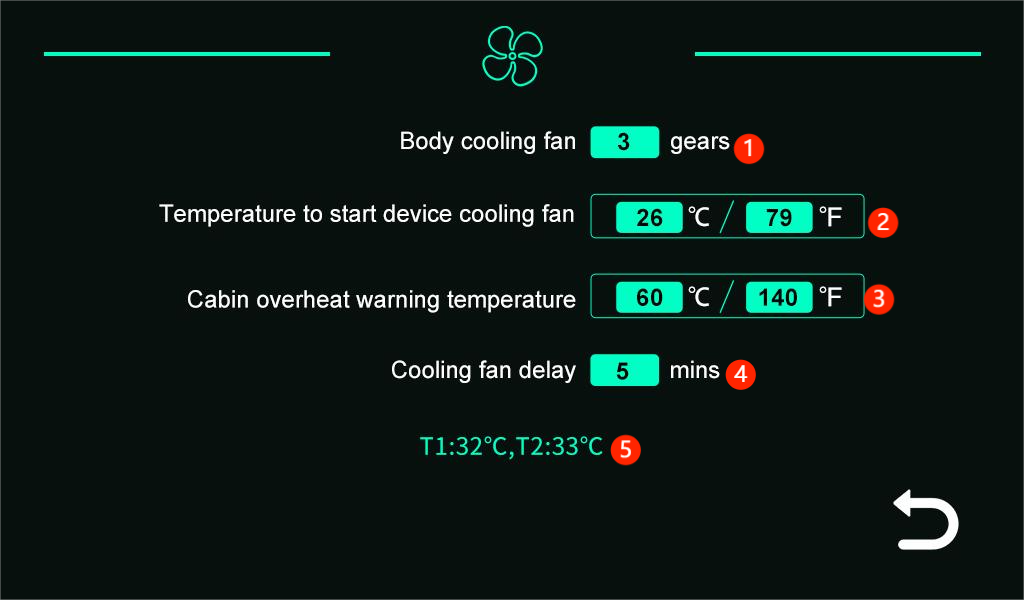 Body cooling fan 3 gears 1
Temperature to start device cooling fan 26 ℃ / 79 ℉ 2
Cabin overheat warning temperature 60 ℃ / 140 ℉ 3
Cooling fan delay 5 mins 4
T1:32℃,T2:33℃ 5